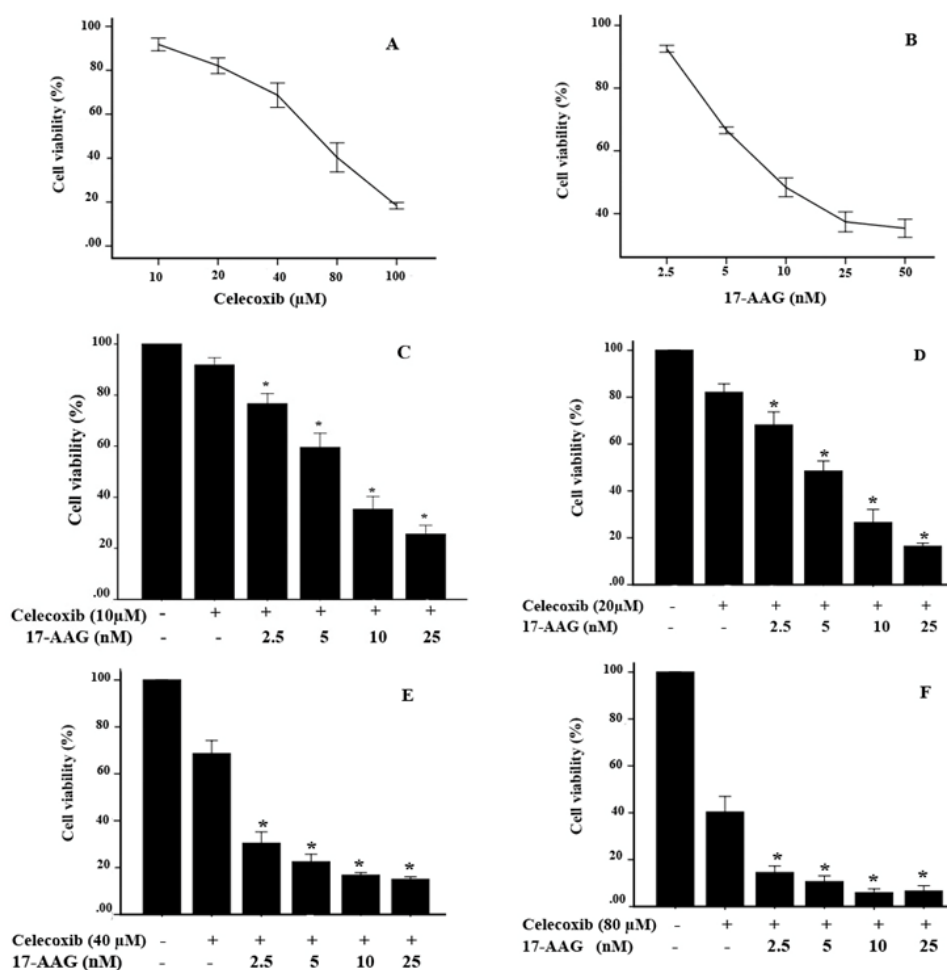 A
Cell viability (%)
100
80
60
40
20
.00
10 20 40 80 100
Celecoxib (µM)
B
Cell viability (%)
100
80
60
40
2.5 5 10 25 50
17-AAG (nM)
C
Cell viability (%)
100
80
60
40
20
.00
* * * *
Celecoxib (10µM) - + + + + +
17-AAG (nM) - - 2.5 5 10 25
D
Cell viability (%)
100
80
60
40
20
.00
* * * *
Celecoxib (20µM) - + + + + +
17-AAG (nM) - - 2.5 5 10 25
E
Cell viability (%)
100
80
60
40
20
.00
* * * *
Celecoxib (40 µM) - + + + + +
17-AAG (nM) - - 2.5 5 10 25
F
Cell viability (%)
100
80
60
40
20
.00
* * * *
Celecoxib (80 µM) - + + + + +
17-AAG (nM) - - 2.5 5 10 25